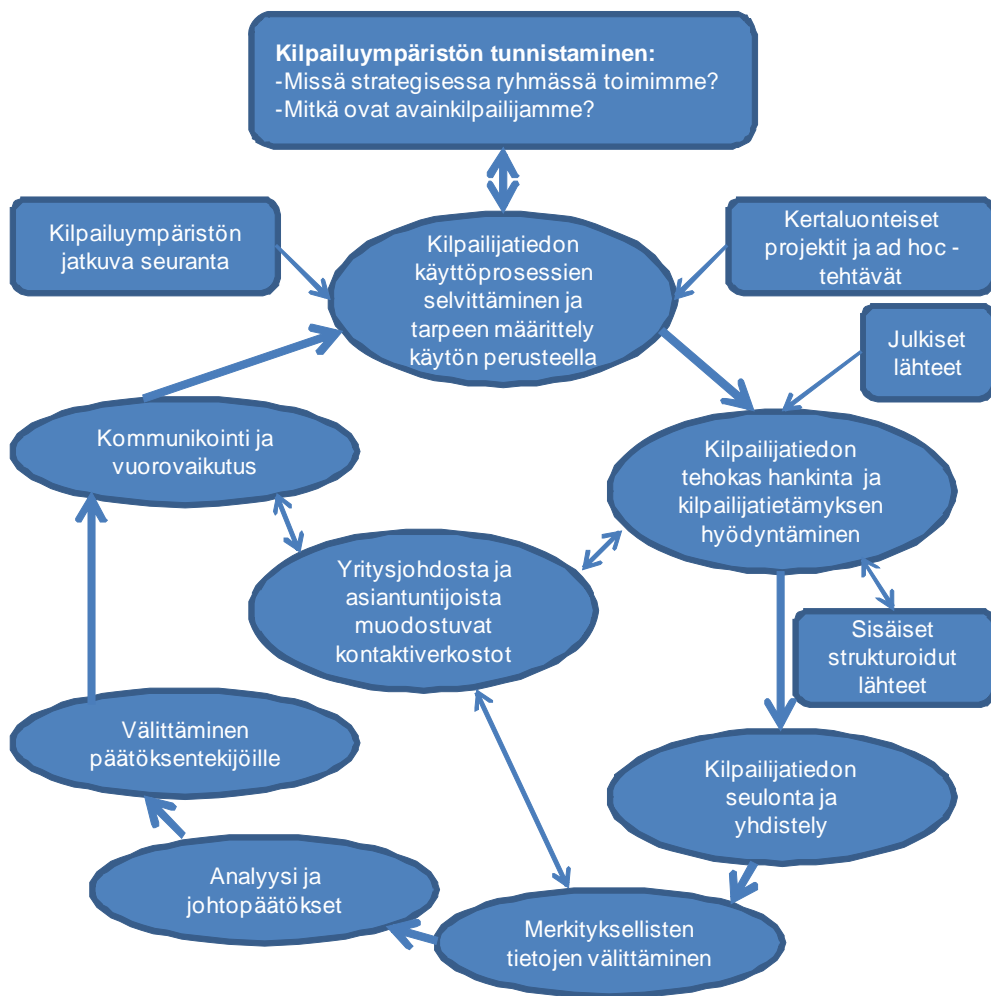 Kilpailuympäristön tunnistaminen:
-Missä strategisessa ryhmässä toimimme?
-Mitkä ovat avainkilpailijamme?
Kilpailuympäristön
jatkuva seuranta
Kilpailijatiedon
käyttöprosessien
selvittäminen ja
tarpeen määrittely
käytön perusteella
Kertaluonteiset
projektit ja ad hoc -
tehtävät
Julkiset
lähteet
Kommunikointi ja
vuorovaikutus
Kilpailijatiedon
tehokas hankinta ja
kilpailijatietämyksen
hyödyntäminen
Yritysjohdosta ja
asiantuntijoista
muodostuvat
kontaktiverkostot
Sisäiset
strukturoidut
lähteet
Välittäminen
päätöksentekijöille
Kilpailijatiedon
seulonta ja
yhdistely
Analyysi ja
johtopäätökset
Merkityksellisten
tietojen välittäminen